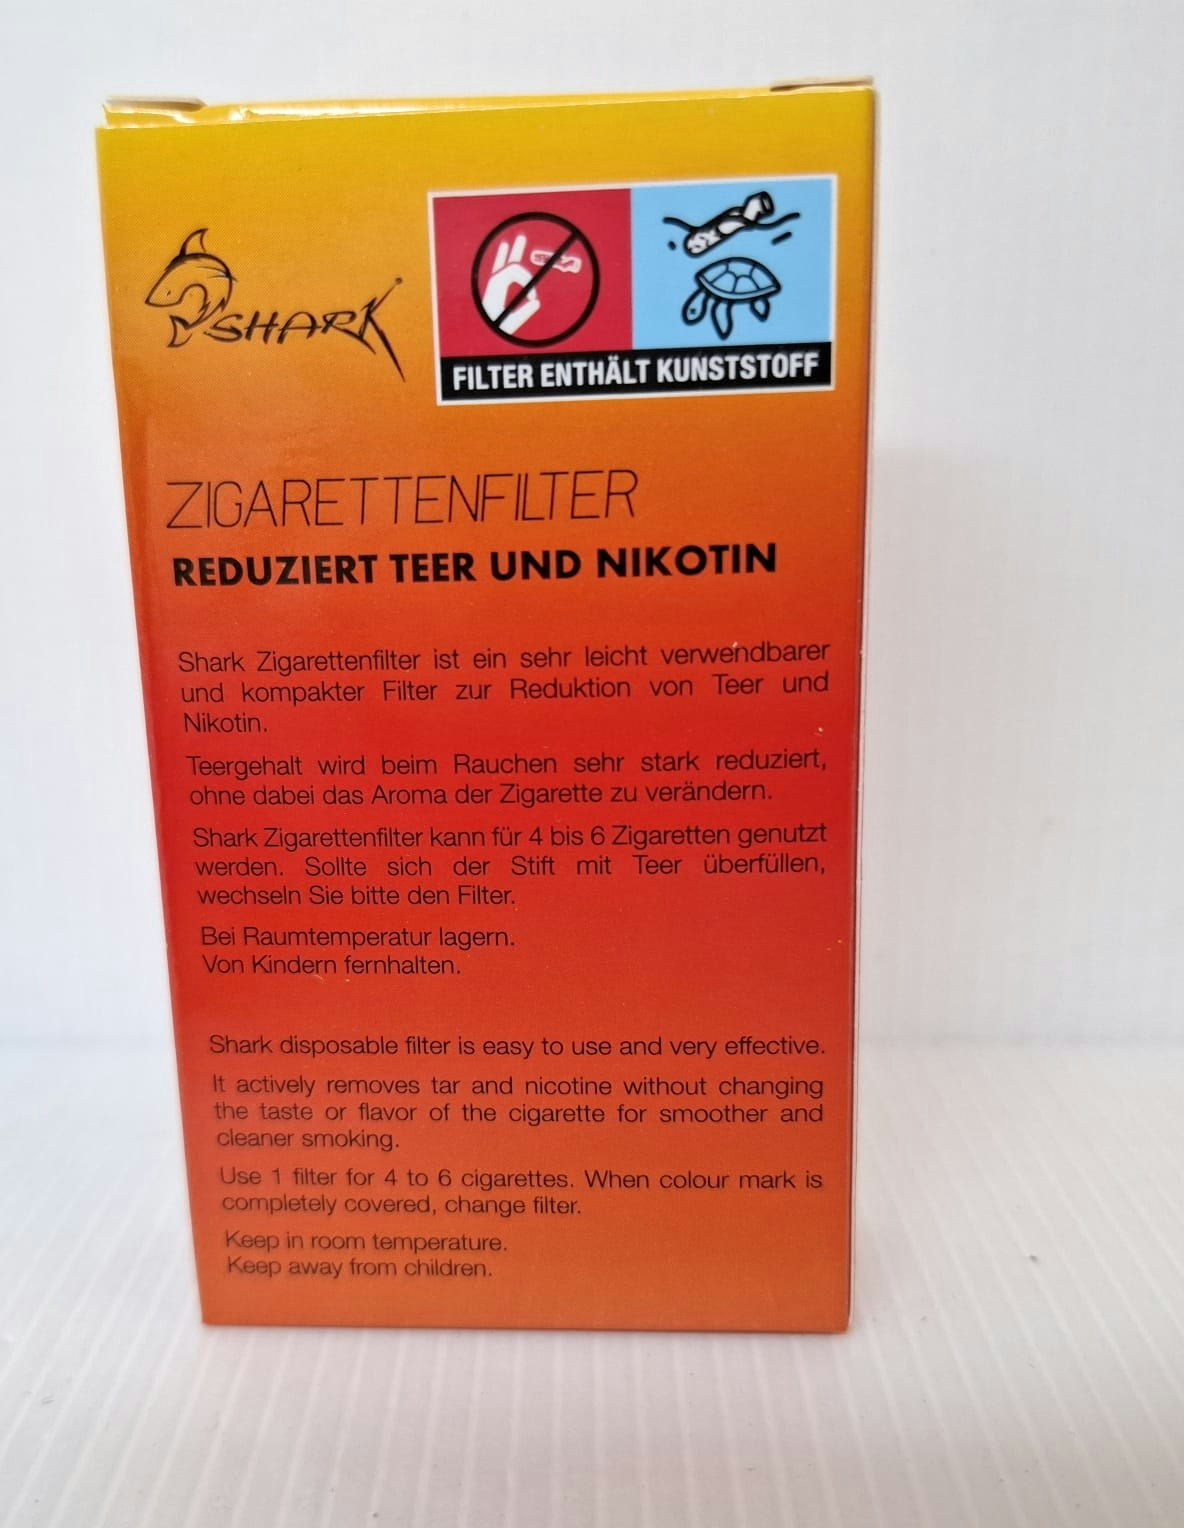 SHARK
FILTER ENTHÄLT KUNSTSTOFF
ZIGARETTENFILTER
REDUZIERT TEER UND NIKOTIN
Shark Zigarettenfilter ist ein sehr leicht verwendbarer
und kompakter Filter zur Reduktion von Teer und
Nikotin.
Teergehalt wird beim Rauchen sehr stark reduziert,
ohne dabei das Aroma der Zigarette zu verändern.
Shark Zigarettenfilter kann für 4 bis 6 Zigaretten genutzt
werden. Sollte sich der Stift mit Teer überfüllen,
wechseln Sie bitte den Filter.
Bei Raumtemperatur lagern.
Von Kindern fernhalten.
Shark disposable filter is easy to use and very effective.
It actively removes tar and nicotine without changing
the taste or flavor of the cigarette for smoother and
cleaner smoking.
Use 1 filter for 4 to 6 cigarettes. When colour mark is
completely covered, change filter.
Keep in room temperature.
Keep away from children.